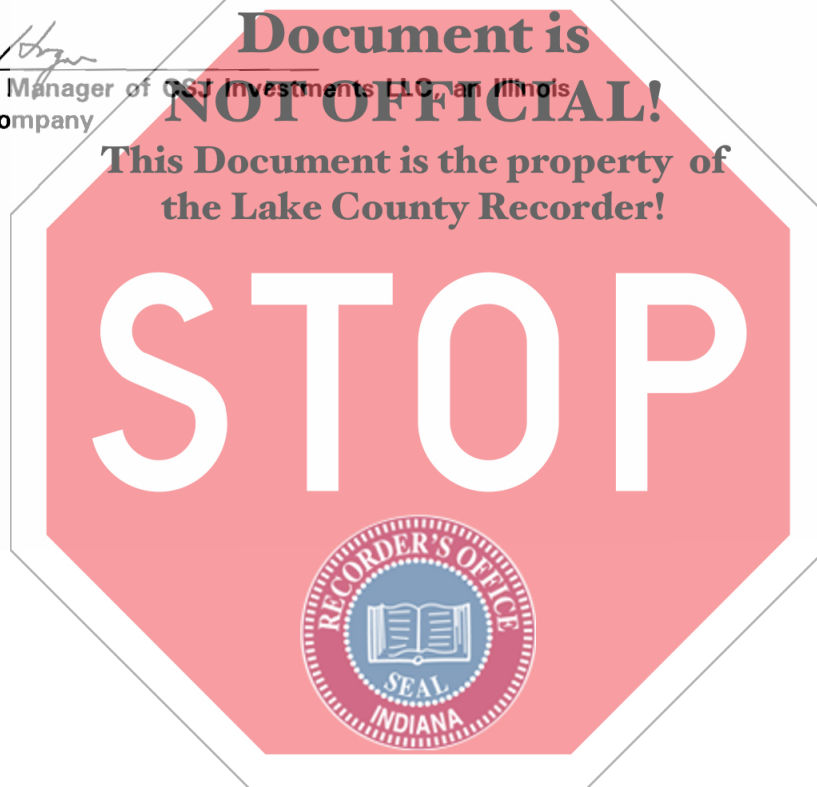 Document is
Manager of CSJ Investments LLC, an Illinois
NOT OFFICIAL!
ompany
This Document is the property of
the Lake County Recorder!
STOP
RECORDER'S OFFICE
SEAL
INDIANA